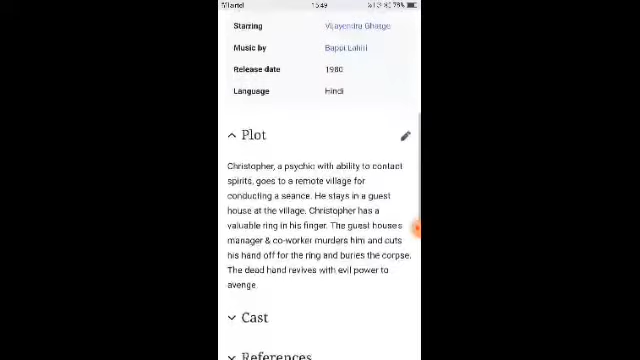 15:49
Starring Vijayendra Ghatge
Music by Bappi Lahiri
Release date 1980
Language Hindi
Plot
Christopher, a psychic with ability to contact
spirits, goes to a remote village for
conducting a seance. He stays in a guest
house at the village. Christopher has a
valuable ring in his finger. The guest houses
manager & co-worker murders him and cuts
his hand off for the ring and buries the corpse.
The dead hand revives with evil power to
avenge.
Cast
References